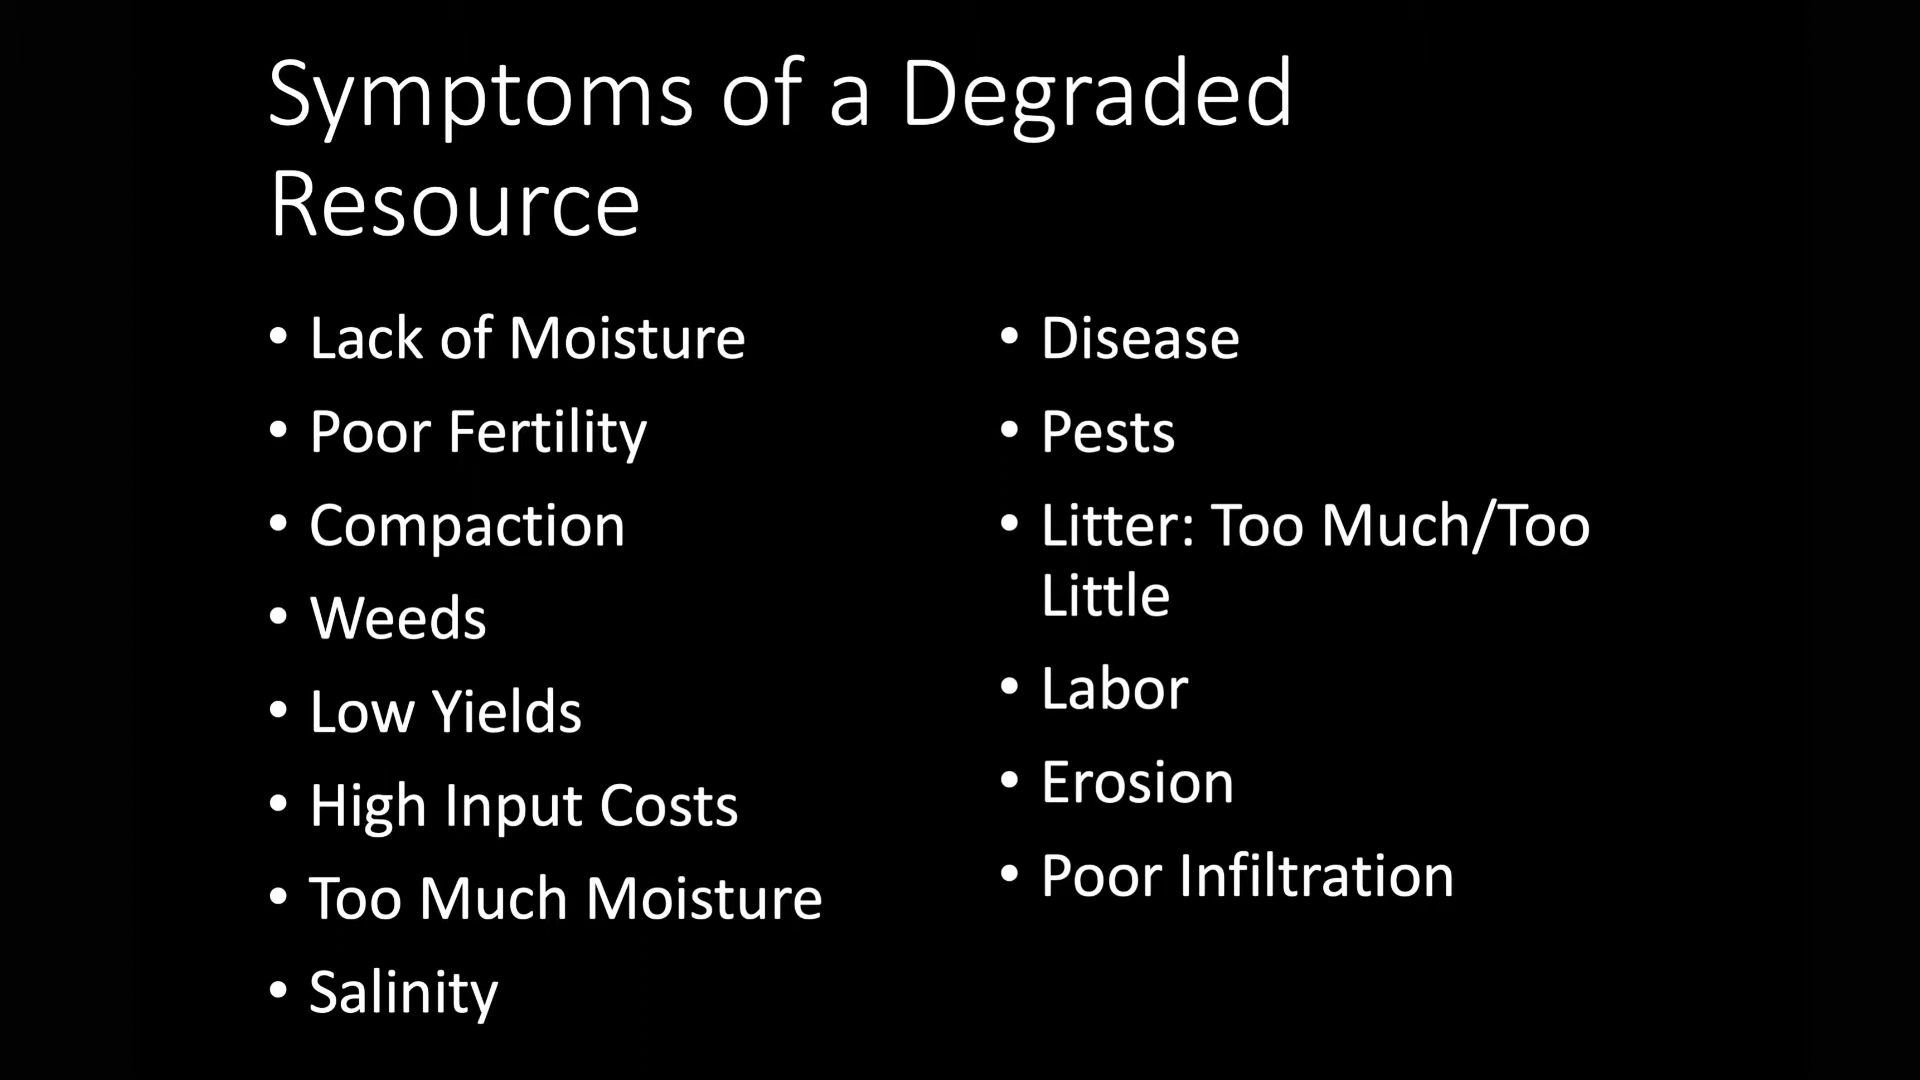 Symptoms of a Degraded
Resource
• Lack of Moisture
• Poor Fertility
• Compaction
• Weeds
• Low Yields
• High Input Costs
• Too Much Moisture
• Salinity
• Disease
• Pests
• Litter: Too Much/Too
Little
• Labor
• Erosion
• Poor Infiltration